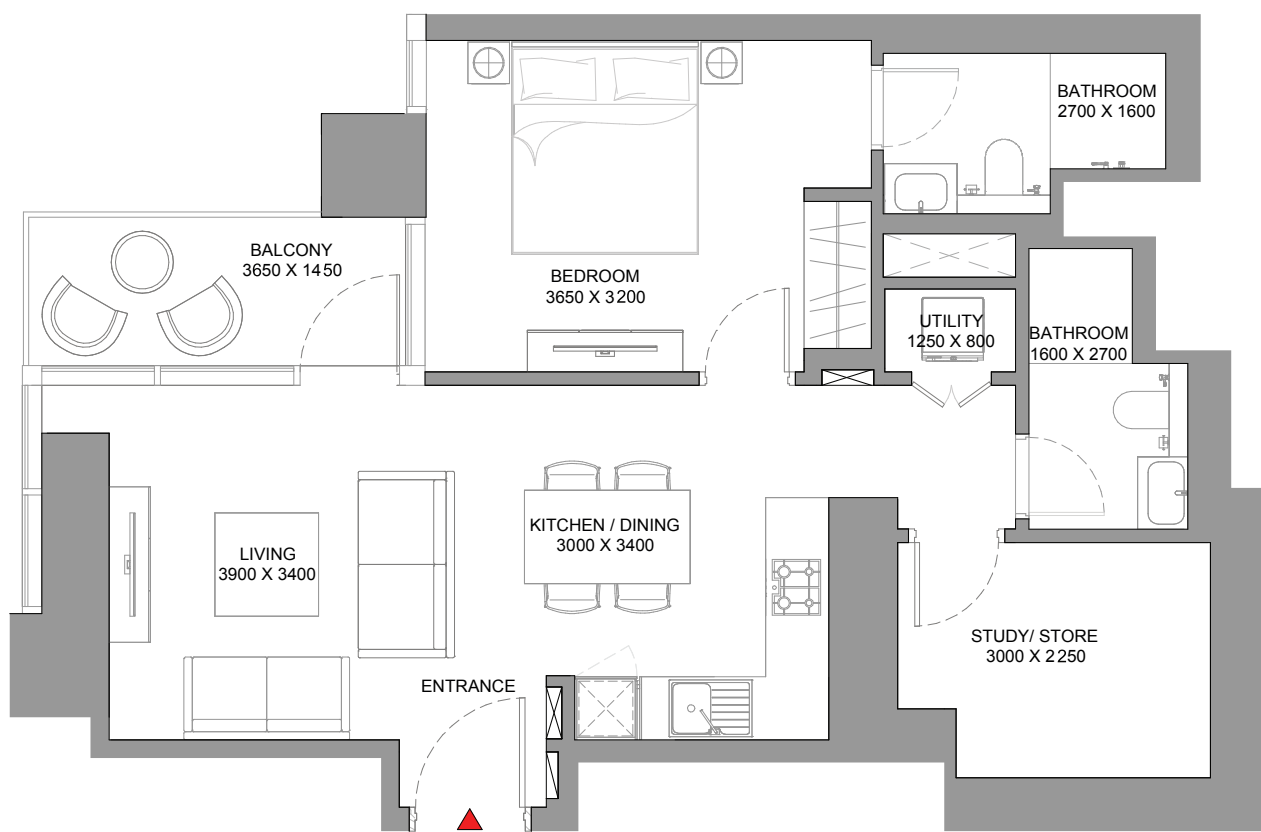 BATHROOM
2700 X 1600
BALCONY
3650 X 1450
BEDROOM
3650 X 3200
UTILITY
1250 X 800
BATHROOM
1600 X 2700
KITCHEN / DINING
3000 X 3400
LIVING
3900 X 3400
STUDY/ STORE
3000 X 2250
ENTRANCE